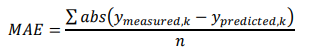 MAE = ∑ abs(y_measured,k − y_predicted,k) / n